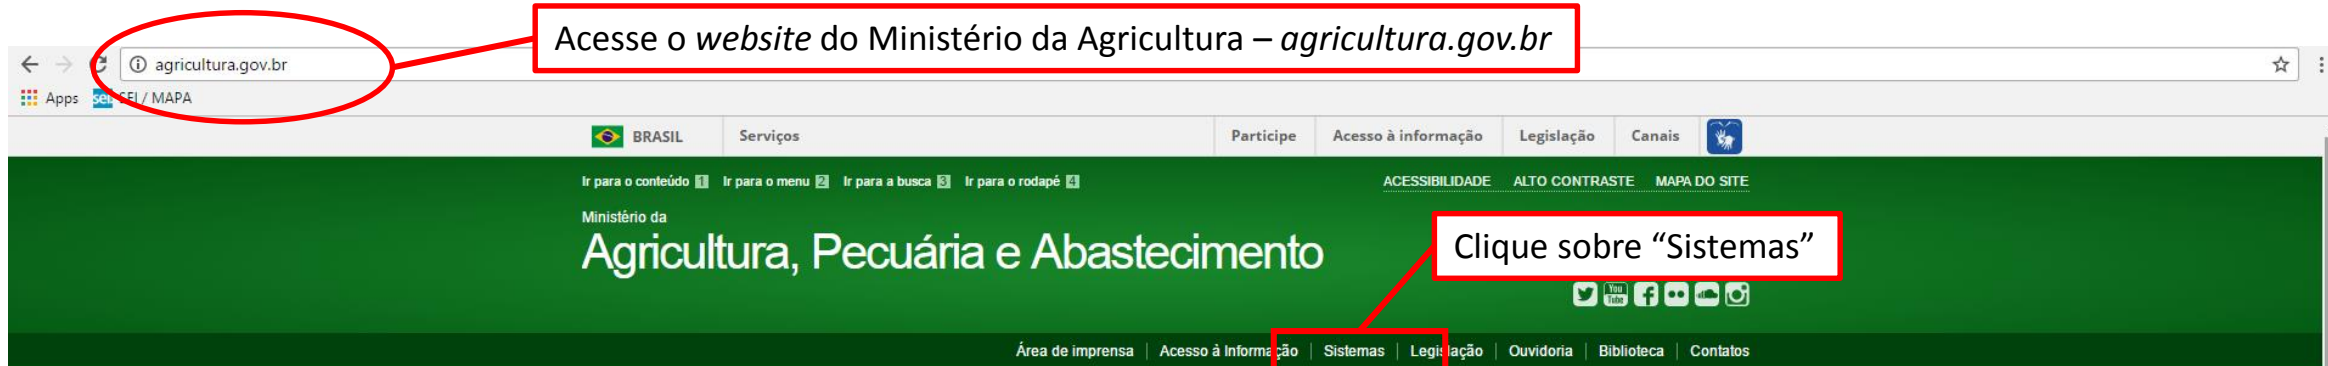 Acesse o website do Ministério da Agricultura – agricultura.gov.br
agricultura.gov.br
Apps sei SEI / MAPA
BRASIL Serviços Participe Acesso à informação Legislação Canais
Ir para o conteúdo 1 Ir para o menu 2 Ir para a busca 3 Ir para o rodapé 4 ACESSIBILIDADE ALTO CONTRASTE MAPA DO SITE
Ministério da
Agricultura, Pecuária e Abastecimento
Clique sobre “Sistemas”
You Tube
Área de imprensa Acesso à Informação Sistemas Legislação Ouvidoria Biblioteca Contatos